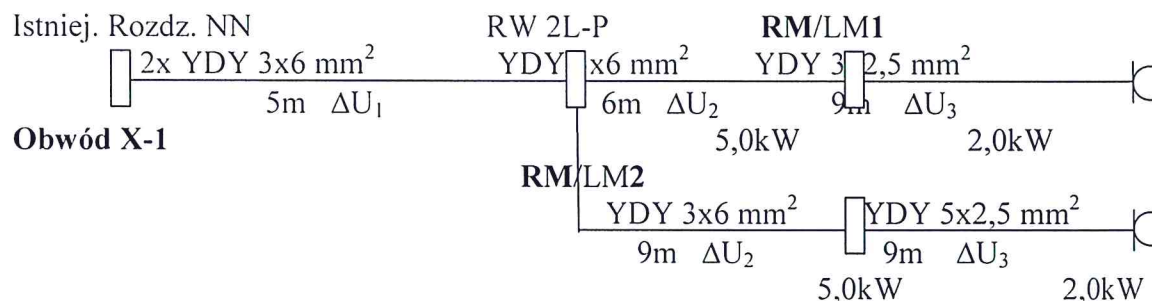 Istniej. Rozdz. NN RW 2L-P RM/LM1
2x YDY 3x6 mm² YDY x6 mm² YDY 3 2,5 mm²
5m ΔU₁ 6m ΔU₂ 9m ΔU₃
Obwód X-1 5,0kW 2,0kW
RM/LM2
YDY 3x6 mm² YDY 5x2,5 mm²
9m ΔU₂ 9m ΔU₃
5,0kW 2,0kW